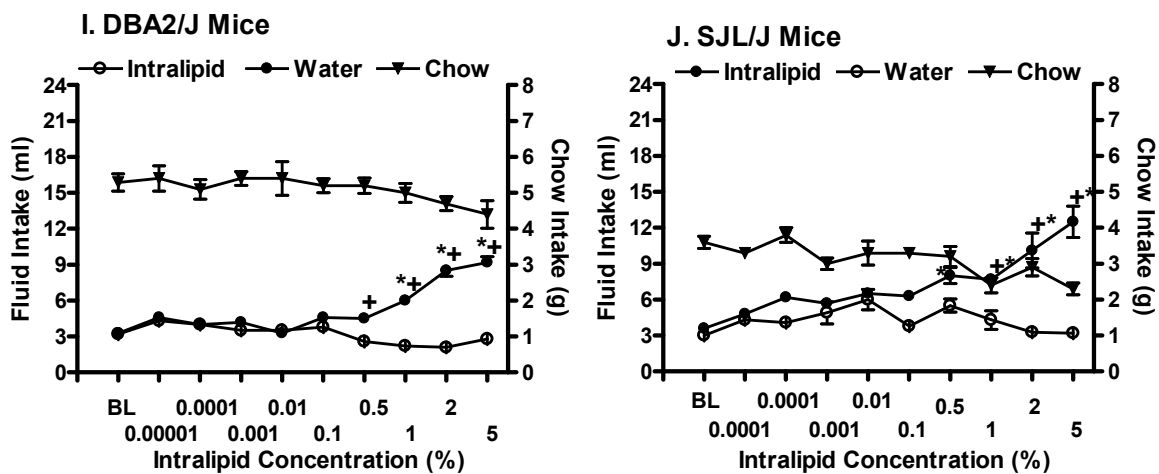 I. DBA2/J Mice
Intralipid Water Chow
24 21 18 15 12 9 6 3 0
Fluid Intake (ml)
8 7 6 5 4 3 2 1 0
Chow Intake (g)
+ *+ *+ *+
BL 0.0001 0.01 0.5 2
0.00001 0.001 0.1 1 5
Intralipid Concentration (%)
J. SJL/J Mice
Intralipid Water Chow
24 21 18 15 12 9 6 3 0
Fluid Intake (ml)
8 7 6 5 4 3 2 1 0
Chow Intake (g)
* +* +* +*
BL 0.0001 0.01 0.5 2
0.0001 0.001 0.1 1 5
Intralipid Concentration (%)